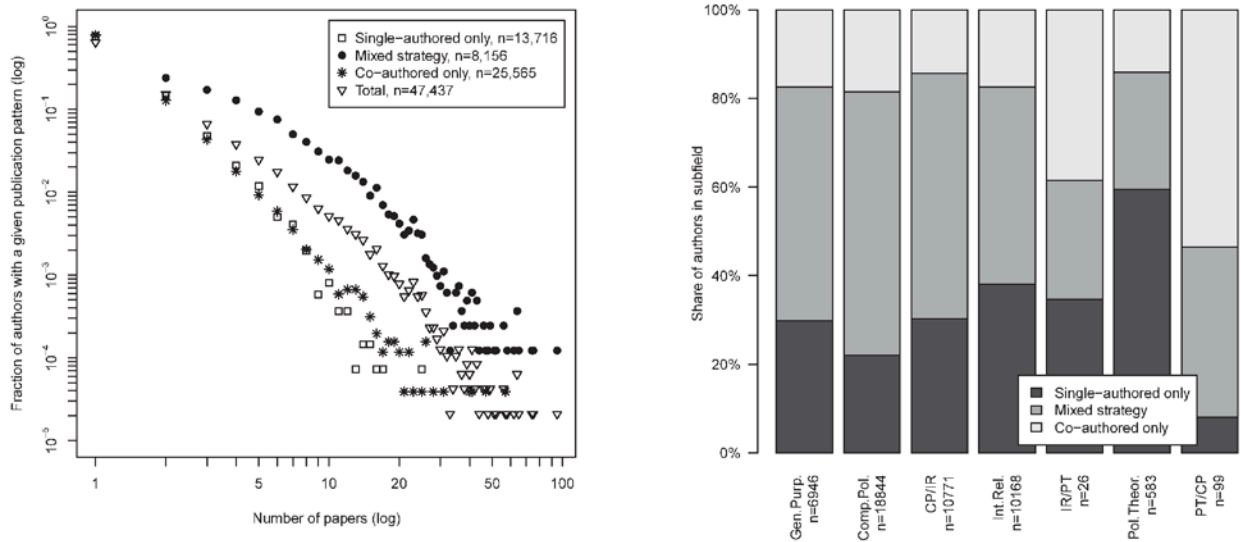 Fraction of authors with a given publication pattern (log)
10⁰
10⁻¹
10⁻²
10⁻³
10⁻⁴
10⁻⁵
Single−authored only, n=13,716
Mixed strategy, n=8,156
Co−authored only, n=25,565
Total, n=47,437
1
5
10
20
50
100
Number of papers (log)
Share of authors in subfield
100%
80%
60%
40%
20%
0%
Single−authored only
Mixed strategy
Co−authored only
Gen.Purp.
n=6946
Comp.Pol.
n=18844
CP/IR
n=10771
Int.Rel.
n=10168
IR/PT
n=26
Pol.Theor.
n=583
PT/CP
n=99